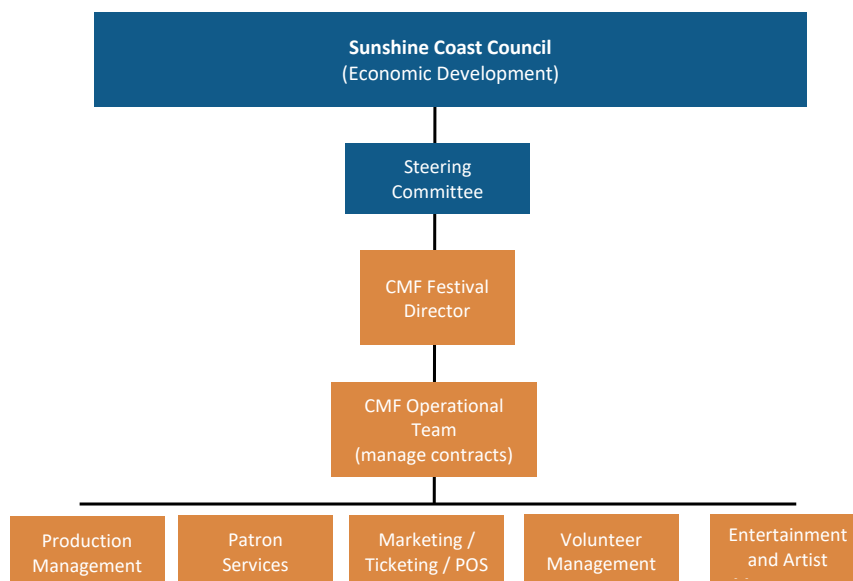 Sunshine Coast Council
(Economic Development)
Steering
Committee
CMF Festival
Director
CMF Operational
Team
(manage contracts)
Production
Management
Patron
Services
Marketing /
Ticketing / POS
Volunteer
Management
Entertainment
and Artist